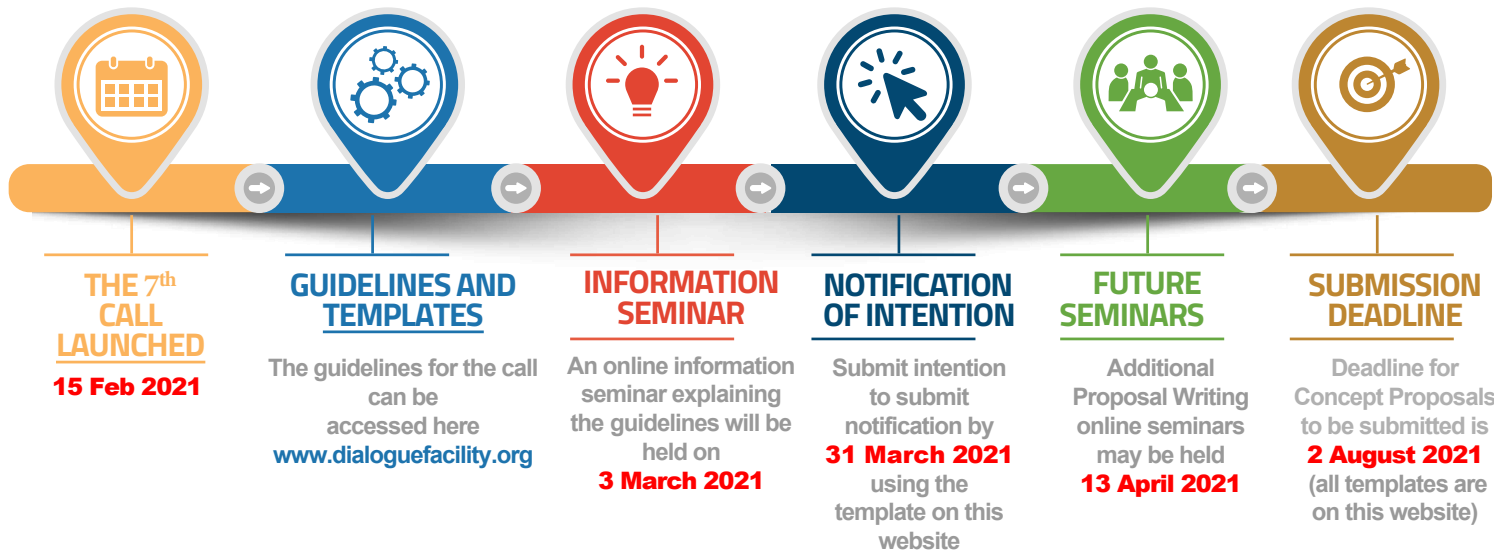 THE 7th
CALL
LAUNCHED
15 Feb 2021
GUIDELINES AND
TEMPLATES
The guidelines for the call
can be
accessed here
www.dialoguefacility.org
INFORMATION
SEMINAR
An online information
seminar explaining
the guidelines will be
held on
3 March 2021
NOTIFICATION
OF INTENTION
Submit intention
to submit
notification by
31 March 2021
using the
template on this
website
FUTURE
SEMINARS
Additional
Proposal Writing
online seminars
may be held
13 April 2021
SUBMISSION
DEADLINE
Deadline for
Concept Proposals
to be submitted is
2 August 2021
(all templates are
on this website)